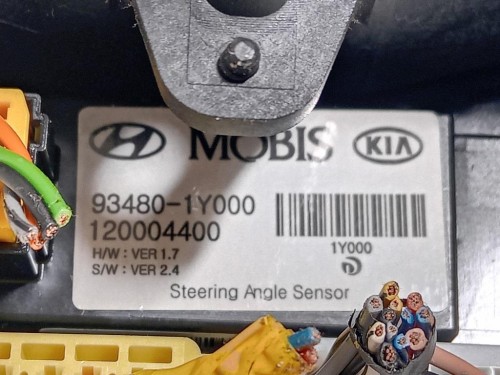 MOBIS KIA
93480-1Y000
120004400
H/W : VER 1.7
S/W : VER 2.4
1Y000
Steering Angle Sensor